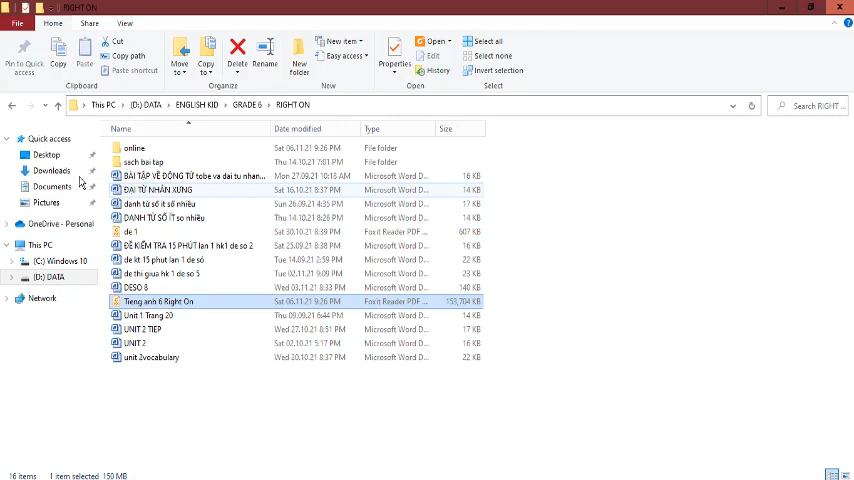 RIGHT ON
File Home Share View
Pin to Quick access
Copy
Paste
Cut
Copy path
Paste shortcut
Clipboard
Move to
Copy to
Delete
Rename
Organize
New folder
New item
Easy access
New
Properties
Open
Edit
History
Open
Select all
Select none
Invert selection
Select
This PC > (D:) DATA > ENGLISH KID > GRADE 6 > RIGHT ON
Search RIGHT ...
Name Date modified Type Size
online Sat 06.11.21 9:26 PM File folder
sach bai tap Thu 14.10.21 7:01 PM File folder
BÀI TẬP VỀ ĐỘNG TỪ tobe va dai tu nhan... Mon 27.09.21 10:18 AM Microsoft Word D... 16 KB
ĐẠI TỪ NHÂN XƯNG Sat 16.10.21 8:37 PM Microsoft Word D... 14 KB
danh từ số ít số nhiều Sun 26.09.21 4:35 PM Microsoft Word D... 17 KB
DANH TỪ SỐ ÍT so nhiều Thu 14.10.21 8:26 PM Microsoft Word D... 14 KB
de 1 Sat 30.10.21 8:39 PM Foxit Reader PDF ... 607 KB
ĐỀ KIỂM TRA 15 PHÚT lan 1 hk1 de so 2 Sat 25.09.21 8:38 PM Microsoft Word D... 16 KB
de kt 15 phut lan 1 de số Tue 14.09.21 2:59 PM Microsoft Word D... 22 KB
de thi giua hk 1 de so 5 Tue 02.11.21 9:09 PM Microsoft Word D... 23 KB
DESO 8 Wed 03.11.21 8:33 PM Microsoft Word D... 140 KB
Tieng anh 6 Right On Sat 06.11.21 9:26 PM Foxit Reader PDF ... 153,704 KB
Unit 1 Trang 20 Thu 09.09.21 6:44 PM Microsoft Word D... 14 KB
UNIT 2 TIEP Wed 27.10.21 8:51 PM Microsoft Word D... 17 KB
UNIT 2 Sat 02.10.21 5:17 PM Microsoft Word D... 14 KB
unit 2vocabulary Wed 20.10.21 8:37 PM Microsoft Word D... 22 KB
Quick access
Desktop
Downloads
Documents
Pictures
OneDrive - Personal
This PC
(C:) Windows 10
(D:) DATA
Network
16 items 1 item selected 150 MB